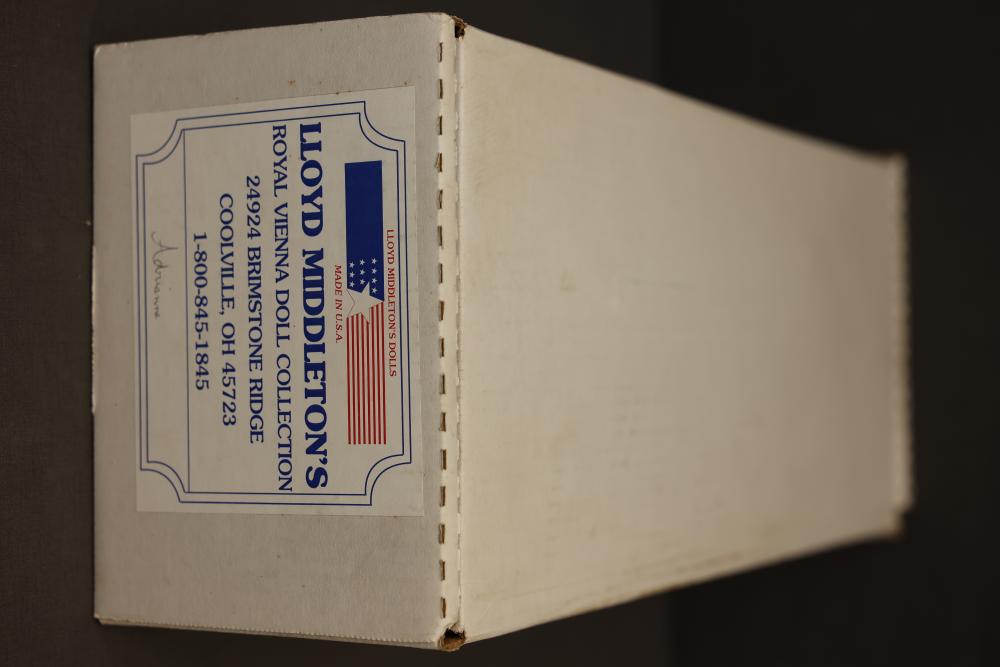 LLOYD MIDDLETON'S DOLLS
MADE IN U.S.A.
LLOYD MIDDLETON'S
ROYAL VIENNA DOLL COLLECTION
24924 BRIMSTONE RIDGE
COOLVILLE, OH 45723
1-800-845-1845
Adrianne